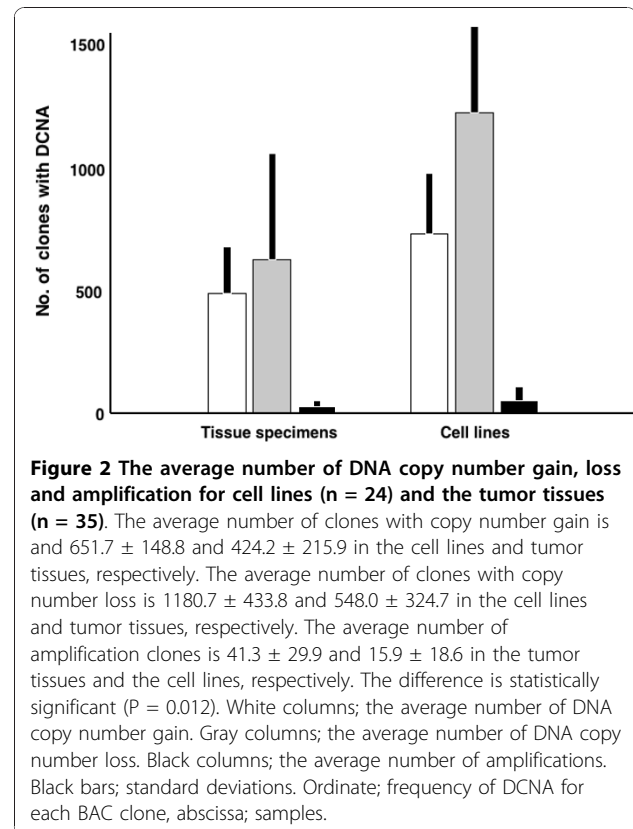 1500
1000
500
0
No. of clones with DCNA
Tissue specimens
Cell lines
Figure 2 The average number of DNA copy number gain, loss
and amplification for cell lines (n = 24) and the tumor tissues
(n = 35). The average number of clones with copy number gain is
and 651.7 ± 148.8 and 424.2 ± 215.9 in the cell lines and tumor
tissues, respectively. The average number of clones with copy
number loss is 1180.7 ± 433.8 and 548.0 ± 324.7 in the cell lines
and tumor tissues, respectively. The average number of
amplification clones is 41.3 ± 29.9 and 15.9 ± 18.6 in the tumor
tissues and the cell lines, respectively. The difference is statistically
significant (P = 0.012). White columns; the average number of DNA
copy number gain. Gray columns; the average number of DNA copy
number loss. Black columns; the average number of amplifications.
Black bars; standard deviations. Ordinate; frequency of DCNA for
each BAC clone, abscissa; samples.